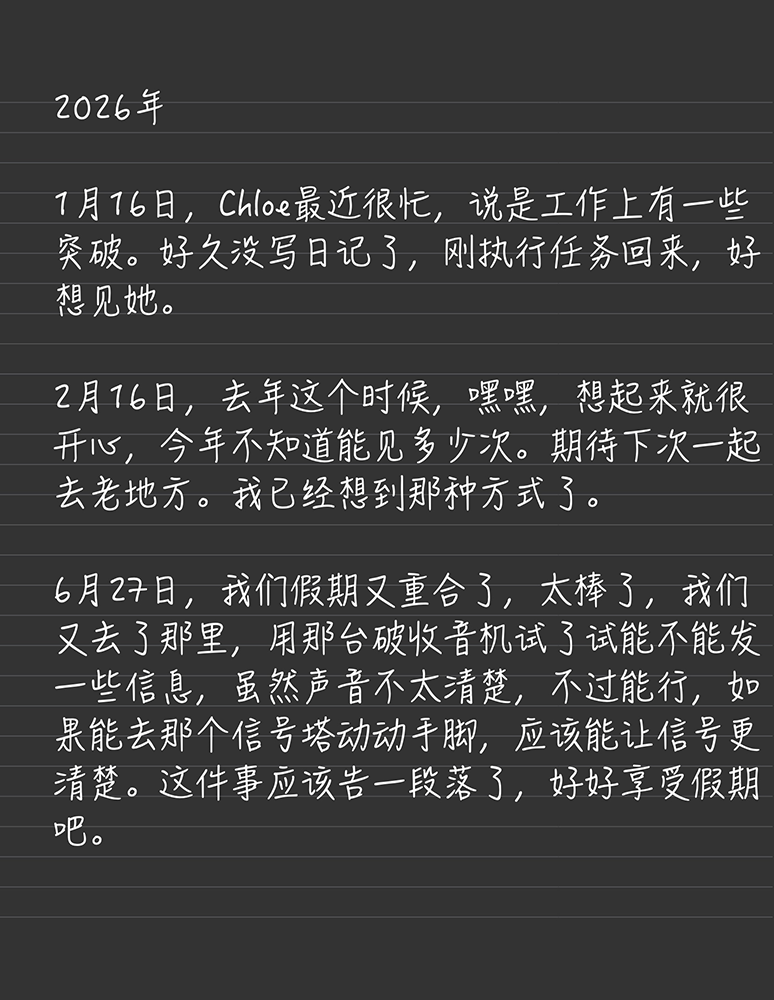 2026年
1月16日，Chloe最近很忙，说是工作上有一些
突破。好久没写日记了，刚执行任务回来，好
想见她。
2月16日，去年这个时候，嘿嘿，想起来就很
开心，今年不知道能见多少次。期待下次一起
去老地方。我已经想到那种方式了。
6月27日，我们假期又重合了，太棒了，我们
又去了那里，用那台破收音机试了试能不能发
一些信息，虽然声音不太清楚，不过能行，如
果能去那个信号塔动动手脚，应该能让信号更
清楚。这件事应该告一段落了，好好享受假期
吧。